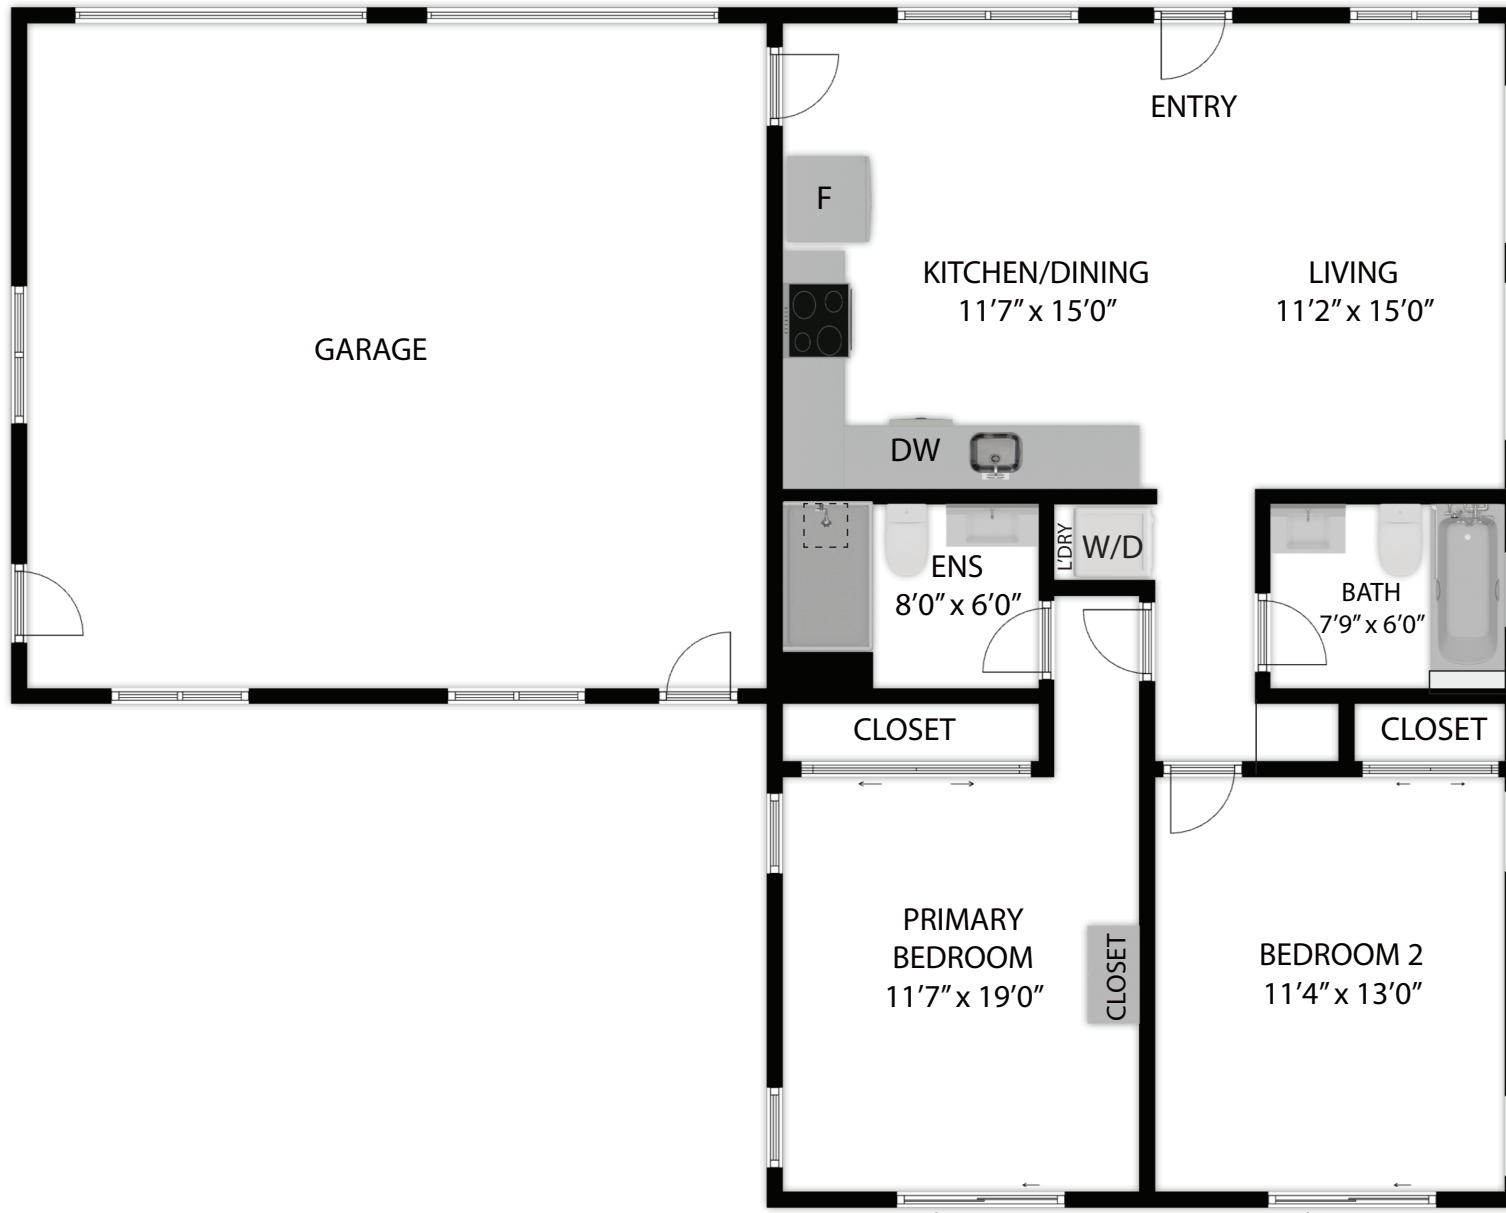 ENTRY
F
KITCHEN/DINING
11’7” x 15’0”
LIVING
11’2” x 15’0”
GARAGE
DW
L’DRY
W/D
ENS
8’0” x 6’0”
BATH
7’9” x 6’0”
CLOSET
CLOSET
PRIMARY
BEDROOM
11’7” x 19’0”
CLOSET
BEDROOM 2
11’4” x 13’0”